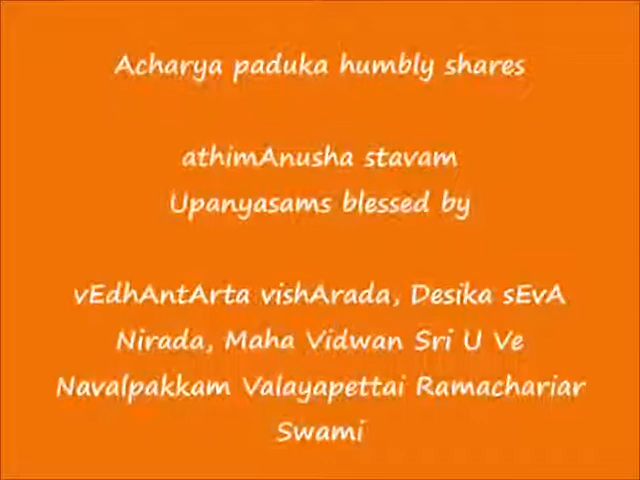 Acharya paduka humbly shares
athimAnusha stavam
Upanyasams blessed by
vEdhAntArta vishArada, Desika sEvA
Nirada, Maha Vidwan Sri U Ve
Navalpakkam Valayapettai Ramachariar
Swami